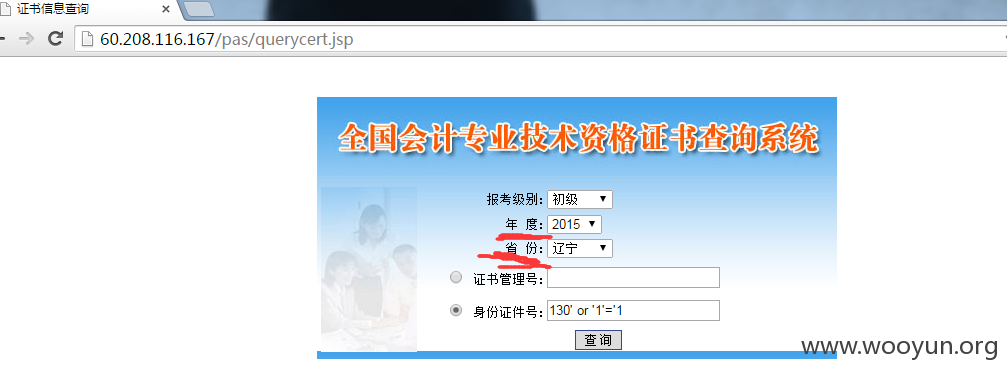 证书信息查询
60.208.116.167/pas/querycert.jsp
全国会计专业技术资格证书查询系统
报考级别: 初级
年 度: 2015
省 份: 辽宁
证书管理号:
身份证件号: 130' or '1'='1
查询
www.wooyun.org